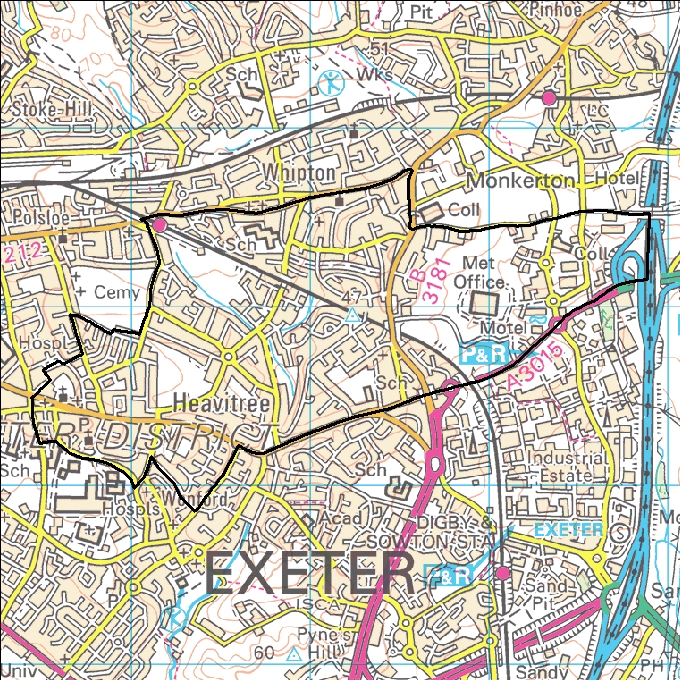 Pit
Pinhoe
48
51
Sch
Wks
Stoke-Hill
LC
Whipton
Monkerton
Hotel
Polsloe
Coll
212
Sch
B
3181
Met
Office
Coll
Cemy
47
Hospl
Motel
P&R
A 3015
Sch
Heavitree
T DISTRIC
P
Sch
Sch
Industrial
Estate
Hospls
Wonford
Acad
DIGBY &
SOWTON STA
EXETER
S
EXETER
P&R
Sand
Pit
ISCA
Pyne's
Hill
60
Univ
Sandy
PH